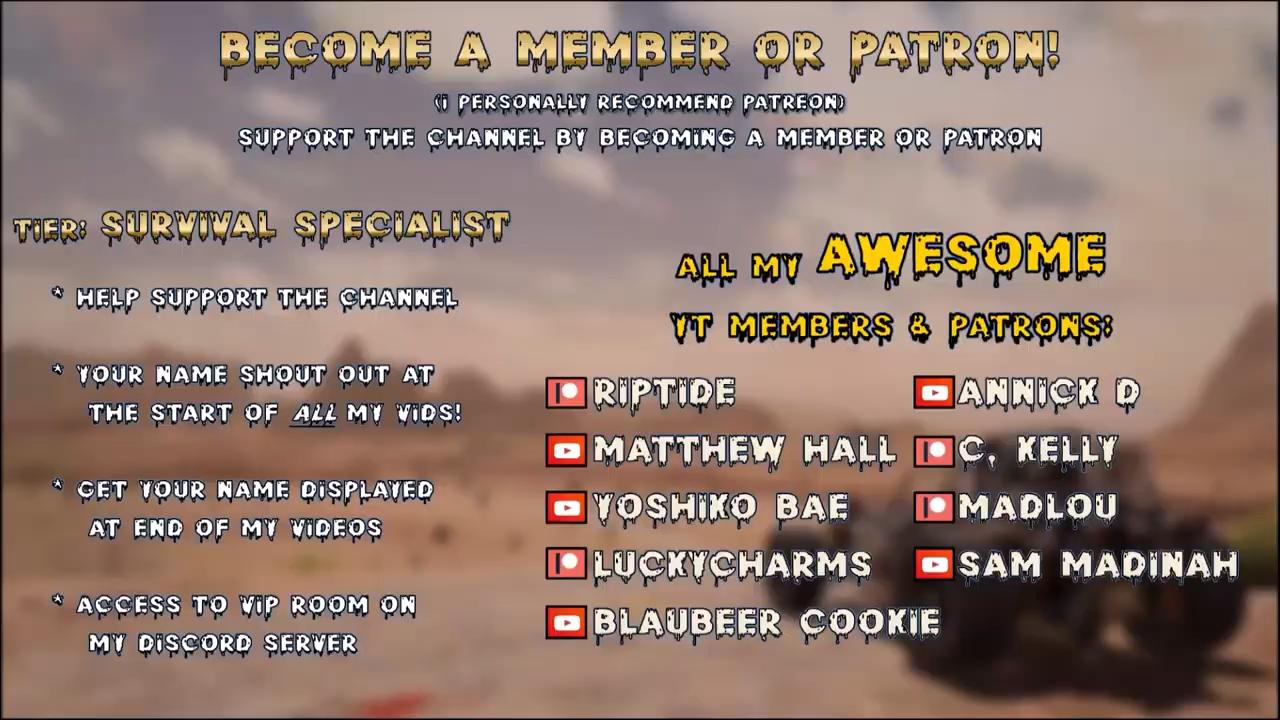 BECOME A MEMBER OR PATRON!
(I PERSONALLY RECOMMEND PATREON)
SUPPORT THE CHANNEL BY BECOMING A MEMBER OR PATRON
TIER: SURVIVAL SPECIALIST
* HELP SUPPORT THE CHANNEL
* YOUR NAME SHOUT OUT AT
THE START OF ALL MY VIDS!
* GET YOUR NAME DISPLAYED
AT END OF MY VIDEOS
* ACCESS TO VIP ROOM ON
MY DISCORD SERVER
ALL MY AWESOME
YT MEMBERS & PATRONS:
RIPTIDE
MATTHEW HALL
YOSHIKO BAE
LUCKYCHARMS
BLAUBEER COOKIE
ANNICK D
C. KELLY
MADLOU
SAM MADINAH